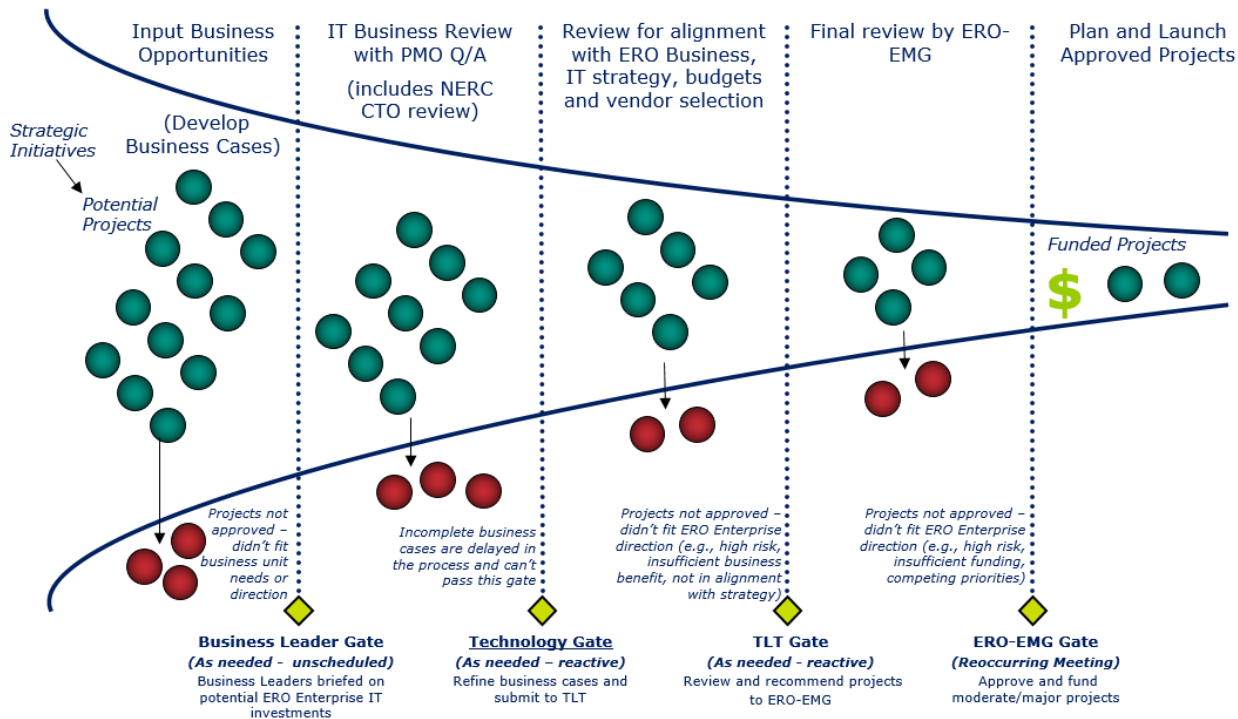 Input Business
Opportunities
(Develop
Business Cases)
Strategic
Initiatives
Potential
Projects
IT Business Review
with PMO Q/A
(includes NERC
CTO review)
Review for alignment
with ERO Business,
IT strategy, budgets
and vendor selection
Final review by ERO-
EMG
Plan and Launch
Approved Projects
Funded Projects
$
Projects not
approved –
didn't fit
business unit
needs or
direction
Incomplete business
cases are delayed in
the process and can't
pass this gate
Projects not approved –
didn't fit ERO Enterprise
direction (e.g., high risk,
insufficient business
benefit, not in alignment
with strategy)
Projects not approved –
didn't fit ERO Enterprise
direction (e.g., high risk,
insufficient funding,
competing priorities)
Business Leader Gate
(As needed - unscheduled)
Business Leaders briefed on
potential ERO Enterprise IT
investments
Technology Gate
(As needed – reactive)
Refine business cases and
submit to TLT
TLT Gate
(As needed - reactive)
Review and recommend projects
to ERO-EMG
ERO-EMG Gate
(Reoccurring Meeting)
Approve and fund
moderate/major projects